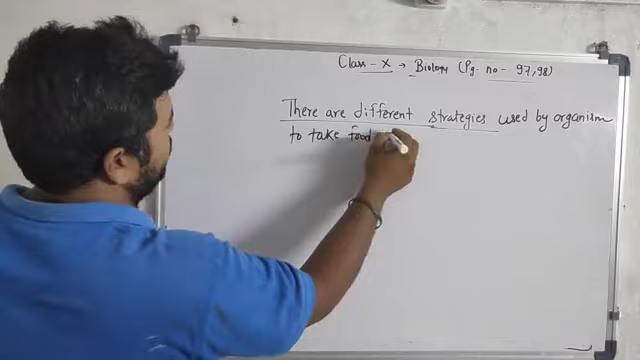 Class - X → Biology (Pg. no - 97,98)
There are different strategies used by organism
to take food